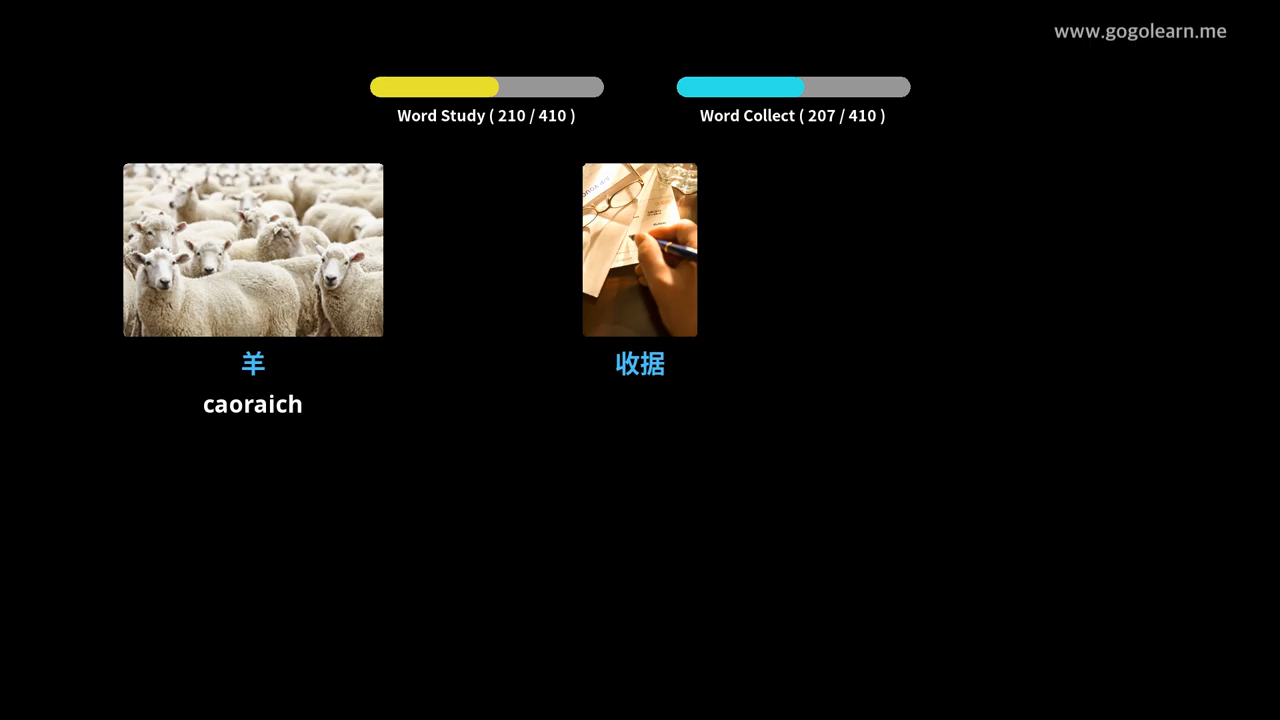 www.gogolearn.me
Word Study ( 210 / 410 )
Word Collect ( 207 / 410 )
羊
收据
caoraich